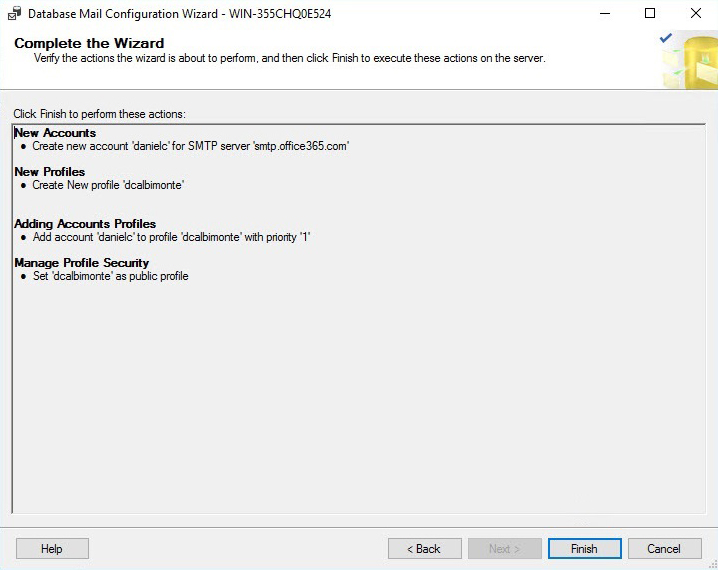 Database Mail Configuration Wizard - WIN-355CHQ0E524
Complete the Wizard
Verify the actions the wizard is about to perform, and then click Finish to execute these actions on the server.
Click Finish to perform these actions:
New Accounts
• Create new account 'danielc' for SMTP server 'smtp.office365.com'
New Profiles
• Create New profile 'dcalbimonte'
Adding Accounts Profiles
• Add account 'danielc' to profile 'dcalbimonte' with priority '1'
Manage Profile Security
• Set 'dcalbimonte' as public profile
Help
< Back
Next >
Finish
Cancel